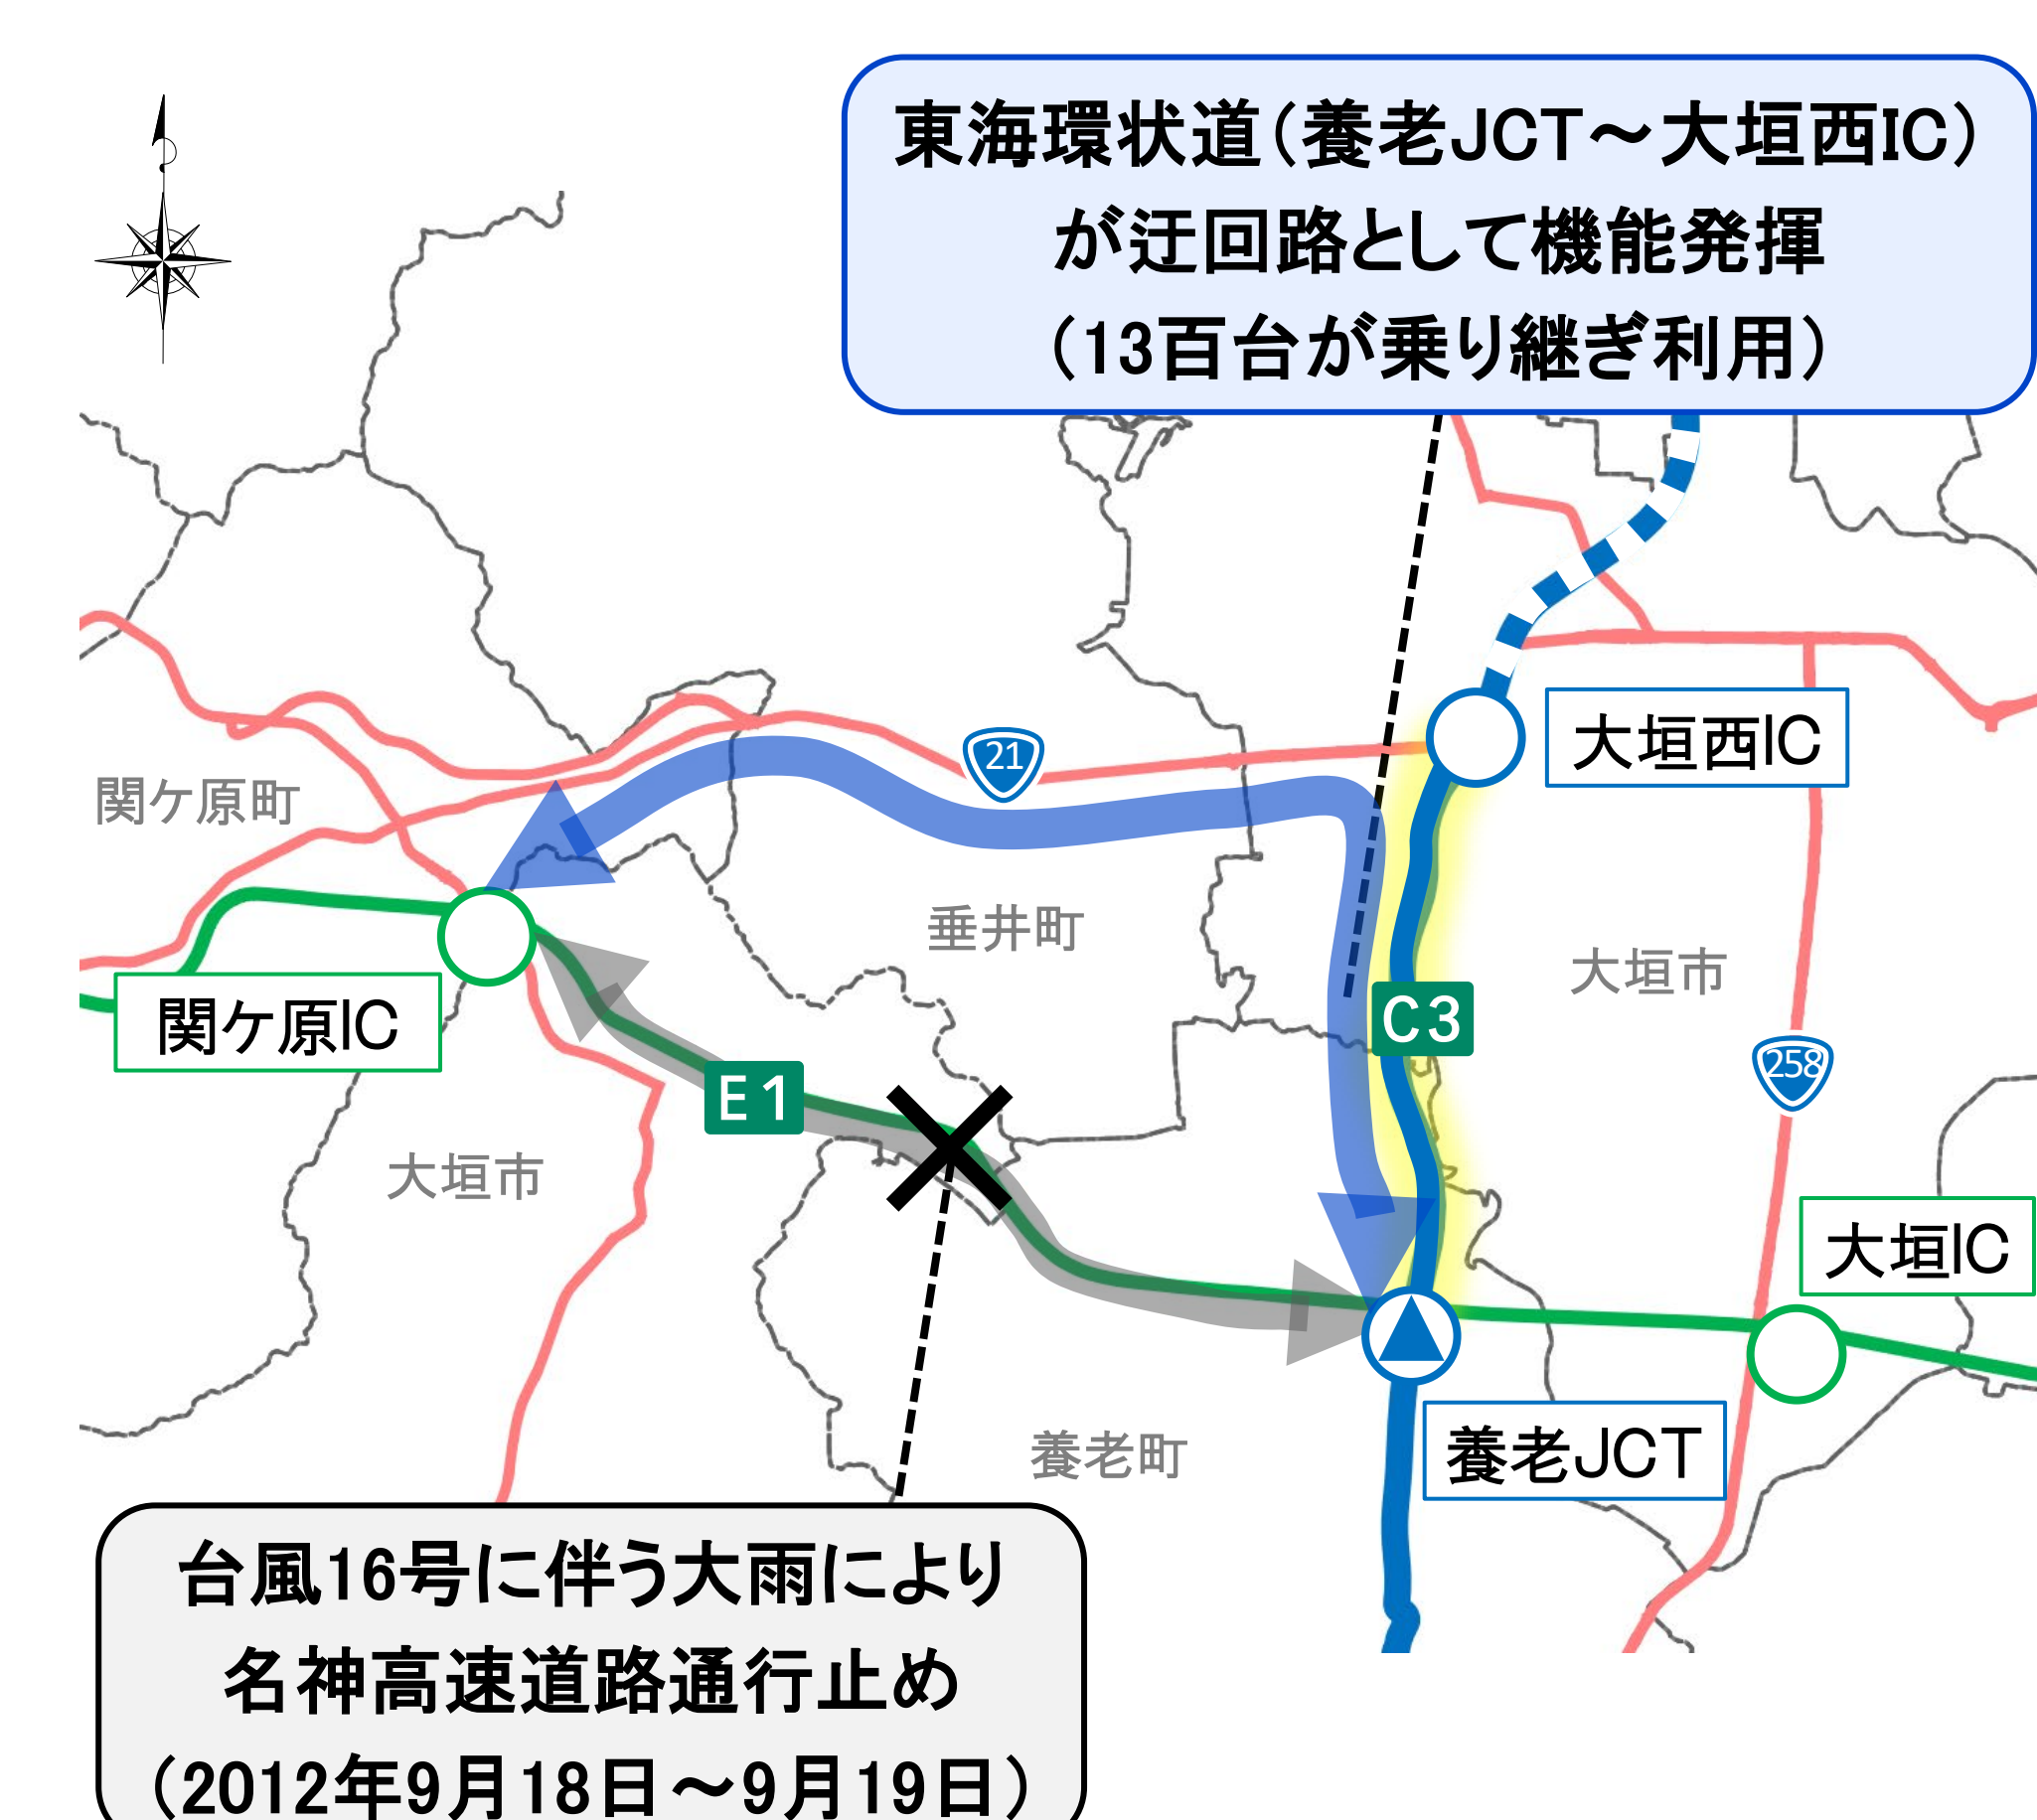 東海環状道（養老JCT～大垣西IC）
が迂回路として機能発揮
（13百台が乗り継ぎ利用）
大垣西IC
21
関ケ原町
垂井町
大垣市
関ケ原IC
C3
258
E1
大垣市
大垣IC
養老町
養老JCT
台風16号に伴う大雨により
名神高速道路通行止め
（2012年9月18日～9月19日）